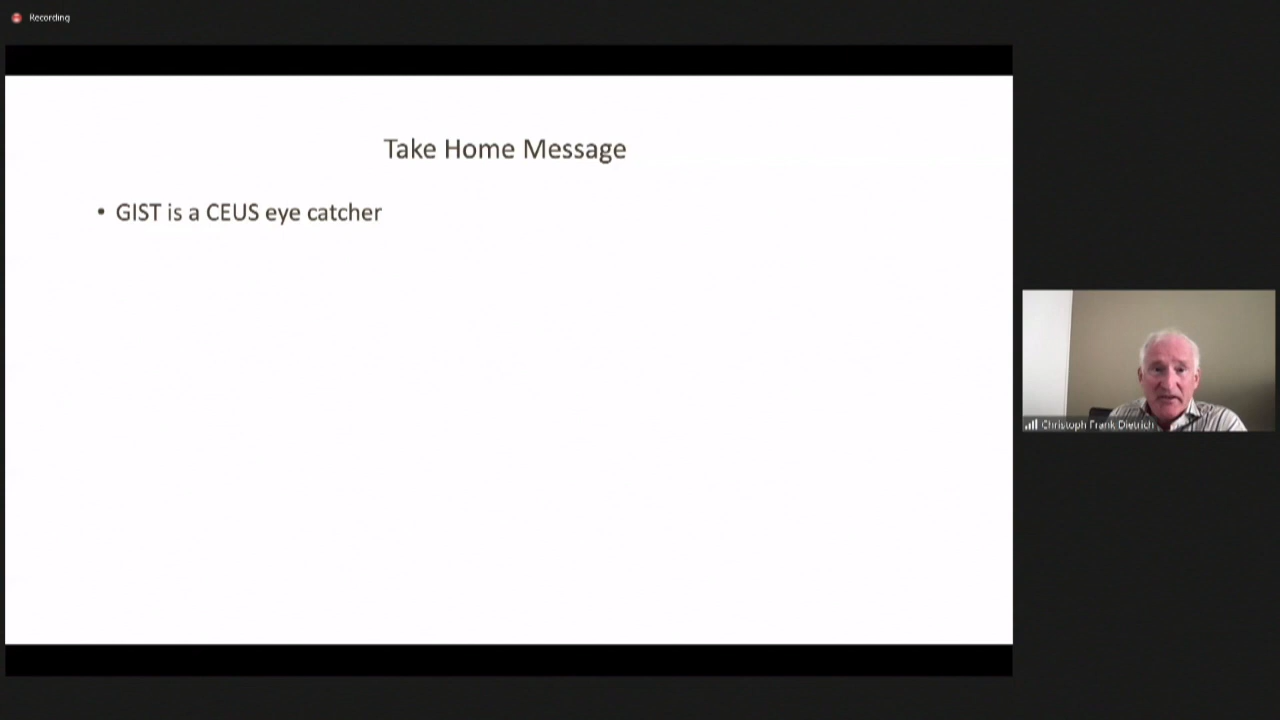 Recording
Take Home Message
• GIST is a CEUS eye catcher
Christoph Frank Dietrich